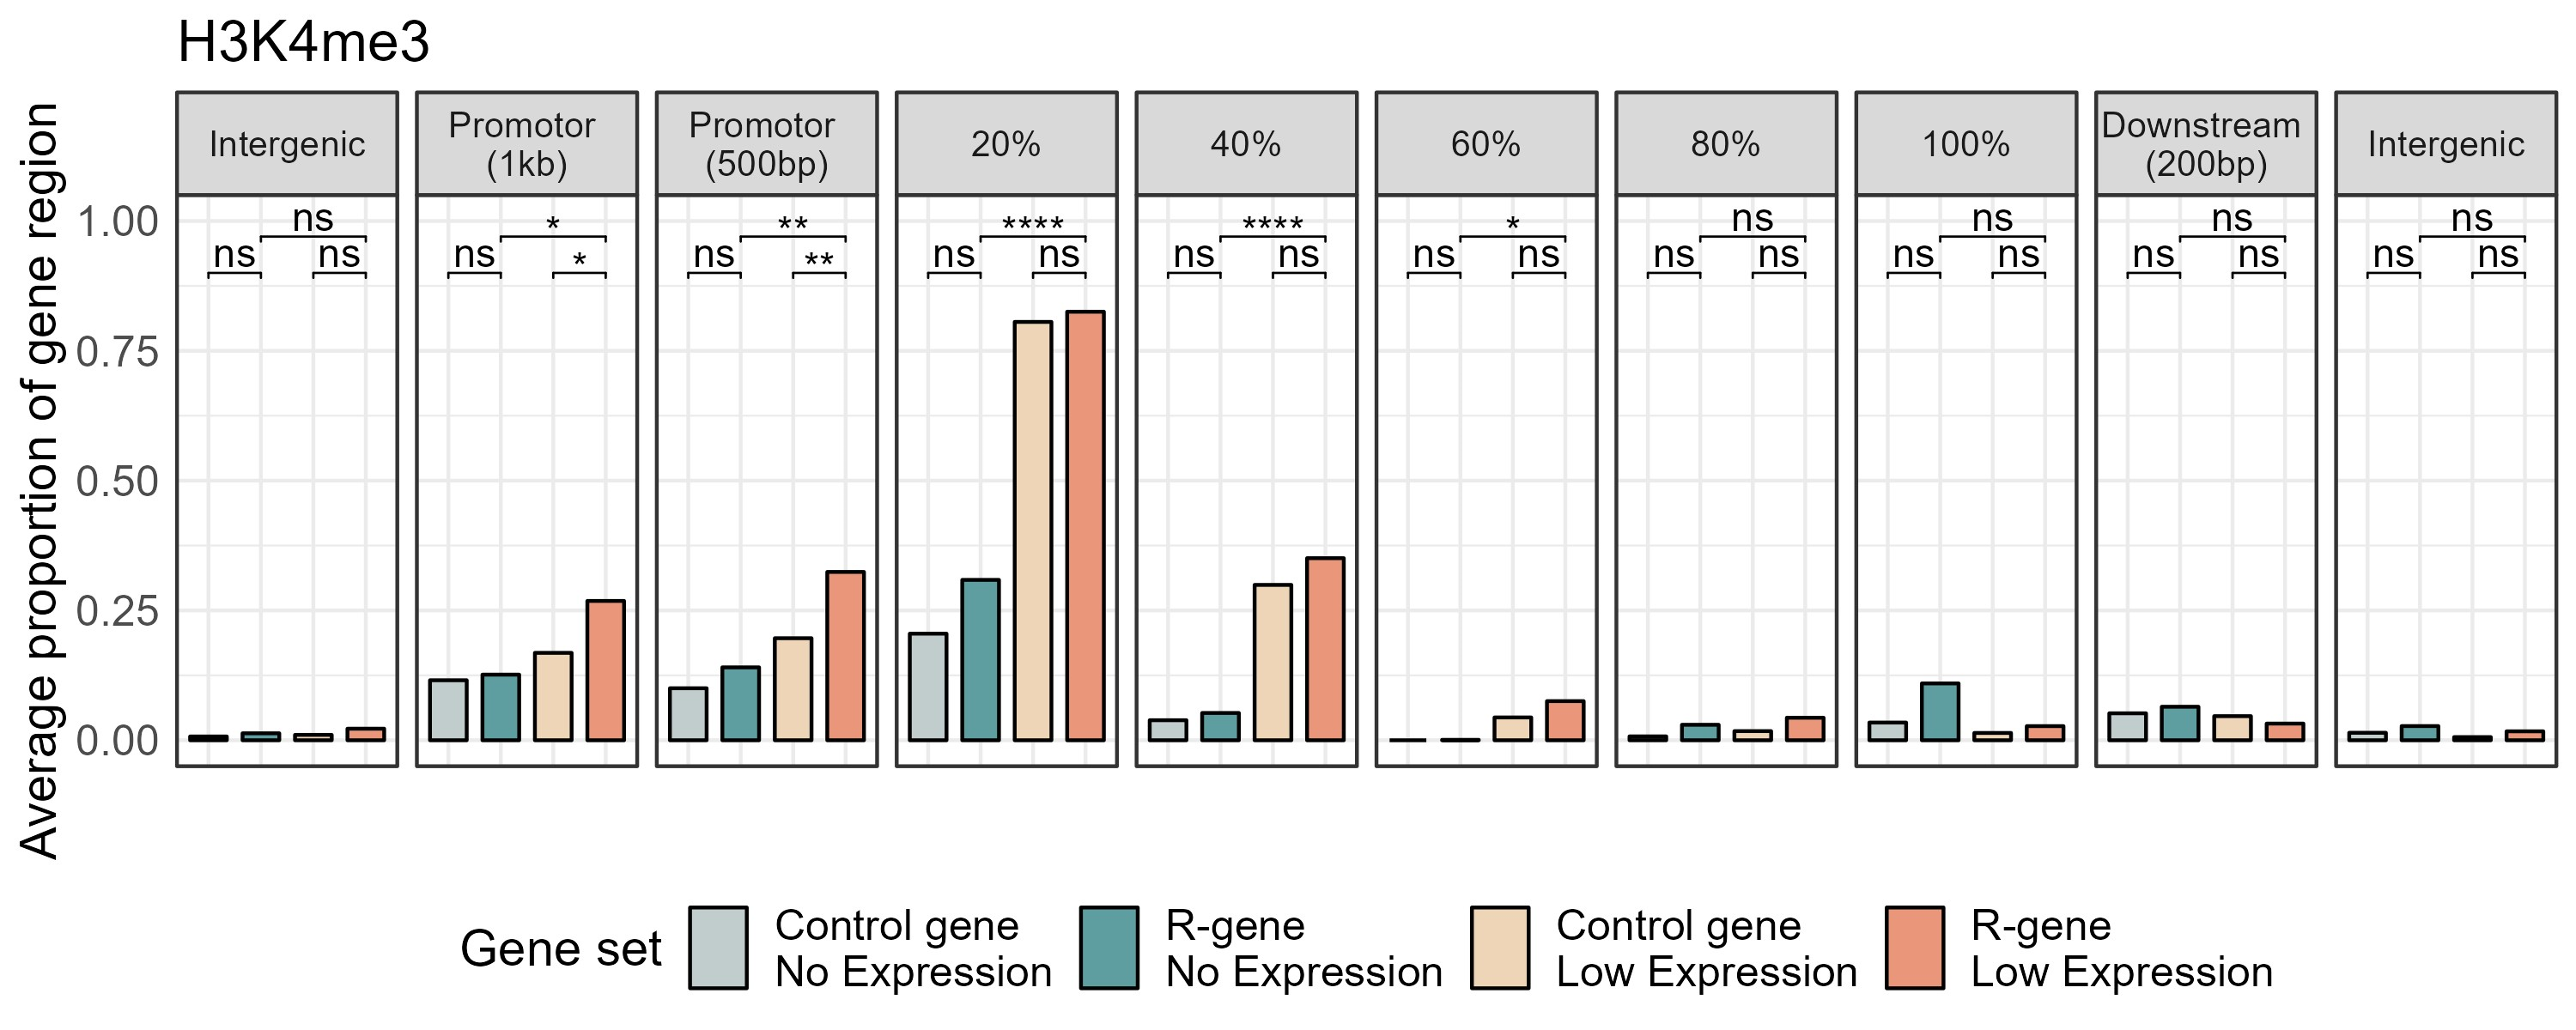 H3K4me3
Average proportion of gene region
Intergenic
Promotor
(1kb)
Promotor
(500bp)
20%
40%
60%
80%
100%
Downstream
(200bp)
Intergenic
1.00
0.75
0.50
0.25
0.00
ns
ns ns
*
ns *
**
ns **
****
ns ns
****
ns ns
*
ns ns
ns
ns ns
ns
ns ns
ns
ns ns
ns
ns ns
Gene set
Control gene
No Expression
R-gene
No Expression
Control gene
Low Expression
R-gene
Low Expression